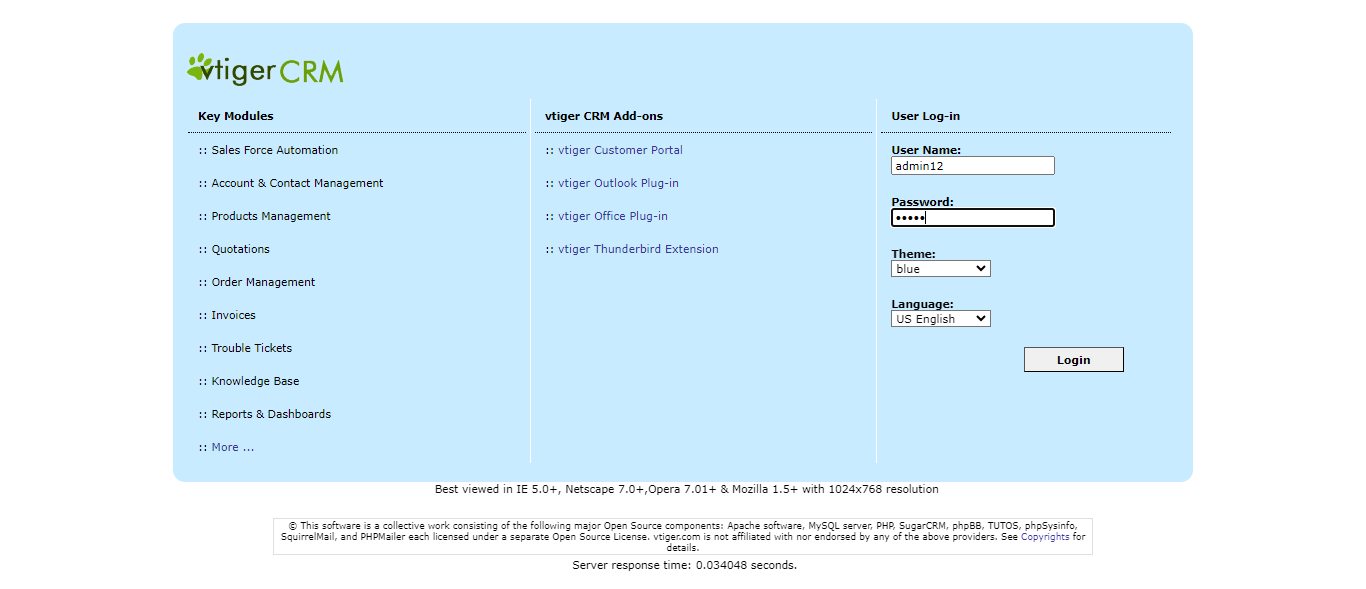 vtiger CRM
Key Modules
:: Sales Force Automation
:: Account & Contact Management
:: Products Management
:: Quotations
:: Order Management
:: Invoices
:: Trouble Tickets
:: Knowledge Base
:: Reports & Dashboards
:: More ...
vtiger CRM Add-ons
:: vtiger Customer Portal
:: vtiger Outlook Plug-in
:: vtiger Office Plug-in
:: vtiger Thunderbird Extension
User Log-in
User Name:
admin12
Password:
•••••
Theme:
blue
Language:
US English
Login
Best viewed in IE 5.0+, Netscape 7.0+,Opera 7.01+ & Mozilla 1.5+ with 1024x768 resolution
© This software is a collective work consisting of the following major Open Source components: Apache software, MySQL server, PHP, SugarCRM, phpBB, TUTOS, phpSysinfo,
SquirrelMail, and PHPMailer each licensed under a separate Open Source License. vtiger.com is not affiliated with nor endorsed by any of the above providers. See Copyrights for
details.
Server response time: 0.034048 seconds.